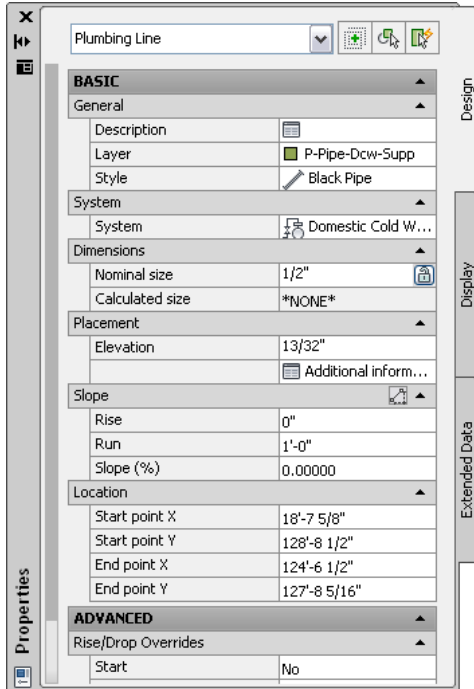 Plumbing Line
BASIC
General
Description
Layer P-Pipe-Dcw-Supp
Style Black Pipe
System
System Domestic Cold W...
Dimensions
Nominal size 1/2"
Calculated size *NONE*
Placement
Elevation 13/32"
Additional inform...
Slope
Rise 0"
Run 1'-0"
Slope (%) 0.00000
Location
Start point X 18'-7 5/8"
Start point Y 128'-8 1/2"
End point X 124'-6 1/2"
End point Y 127'-8 5/16"
ADVANCED
Rise/Drop Overrides
Start No
Design
Display
Extended Data
Properties